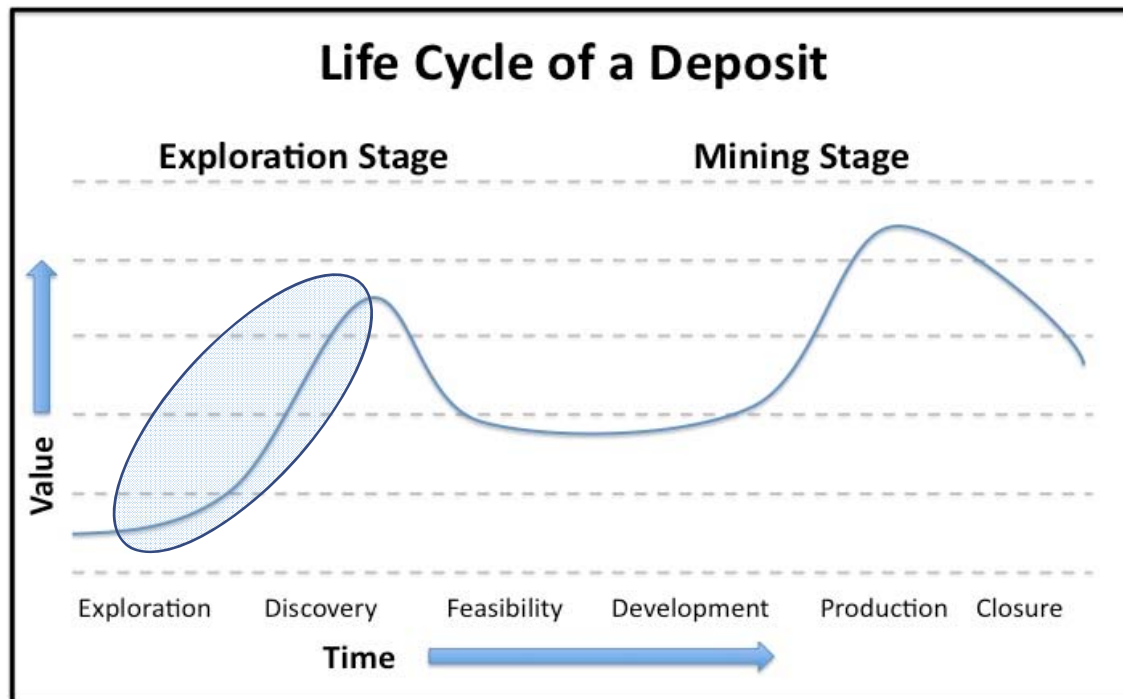 Life Cycle of a Deposit
Exploration Stage
Mining Stage
Value
Exploration
Discovery
Feasibility
Development
Production
Closure
Time